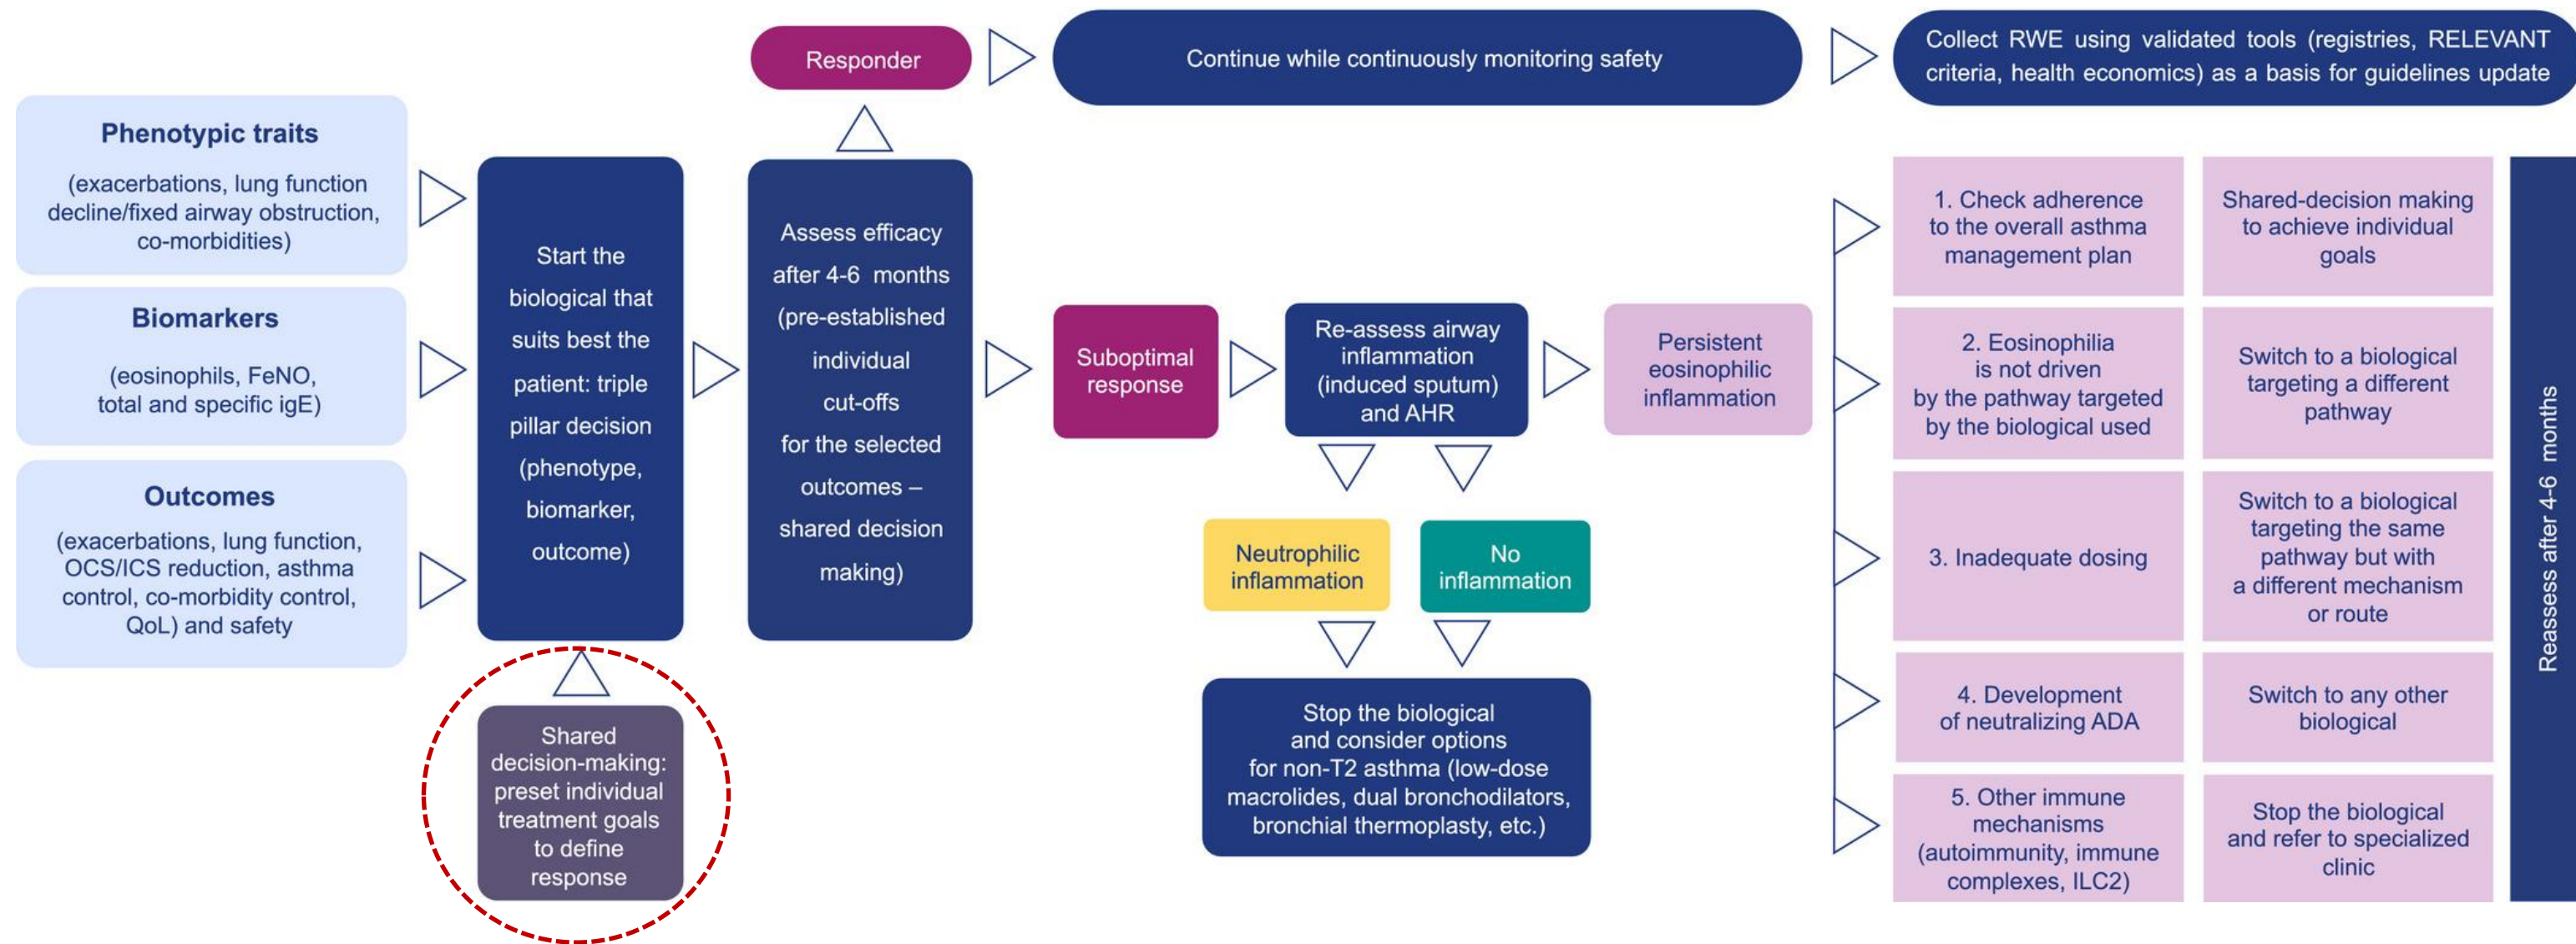 Responder
Continue while continuously monitoring safety
Collect RWE using validated tools (registries, RELEVANT
criteria, health economics) as a basis for guidelines update
Phenotypic traits
(exacerbations, lung function
decline/fixed airway obstruction,
co-morbidities)
Biomarkers
(eosinophils, FeNO,
total and specific igE)
Outcomes
(exacerbations, lung function,
OCS/ICS reduction, asthma
control, co-morbidity control,
QoL) and safety
Start the
biological that
suits best the
patient: triple
pillar decision
(phenotype,
biomarker,
outcome)
Shared
decision-making:
preset individual
treatment goals
to define
response
Assess efficacy
after 4-6 months
(pre-established
individual
cut-offs
for the selected
outcomes –
shared decision
making)
Suboptimal
response
Re-assess airway
inflammation
(induced sputum)
and AHR
Persistent
eosinophilic
inflammation
Neutrophilic
inflammation
No
inflammation
Stop the biological
and consider options
for non-T2 asthma (low-dose
macrolides, dual bronchodilators,
bronchial thermoplasty, etc.)
1. Check adherence
to the overall asthma
management plan
Shared-decision making
to achieve individual
goals
2. Eosinophilia
is not driven
by the pathway targeted
by the biological used
Switch to a biological
targeting a different
pathway
3. Inadequate dosing
Switch to a biological
targeting the same
pathway but with
a different mechanism
or route
4. Development
of neutralizing ADA
Switch to any other
biological
5. Other immune
mechanisms
(autoimmunity, immune
complexes, ILC2)
Stop the biological
and refer to specialized
clinic
Reassess after 4-6 months